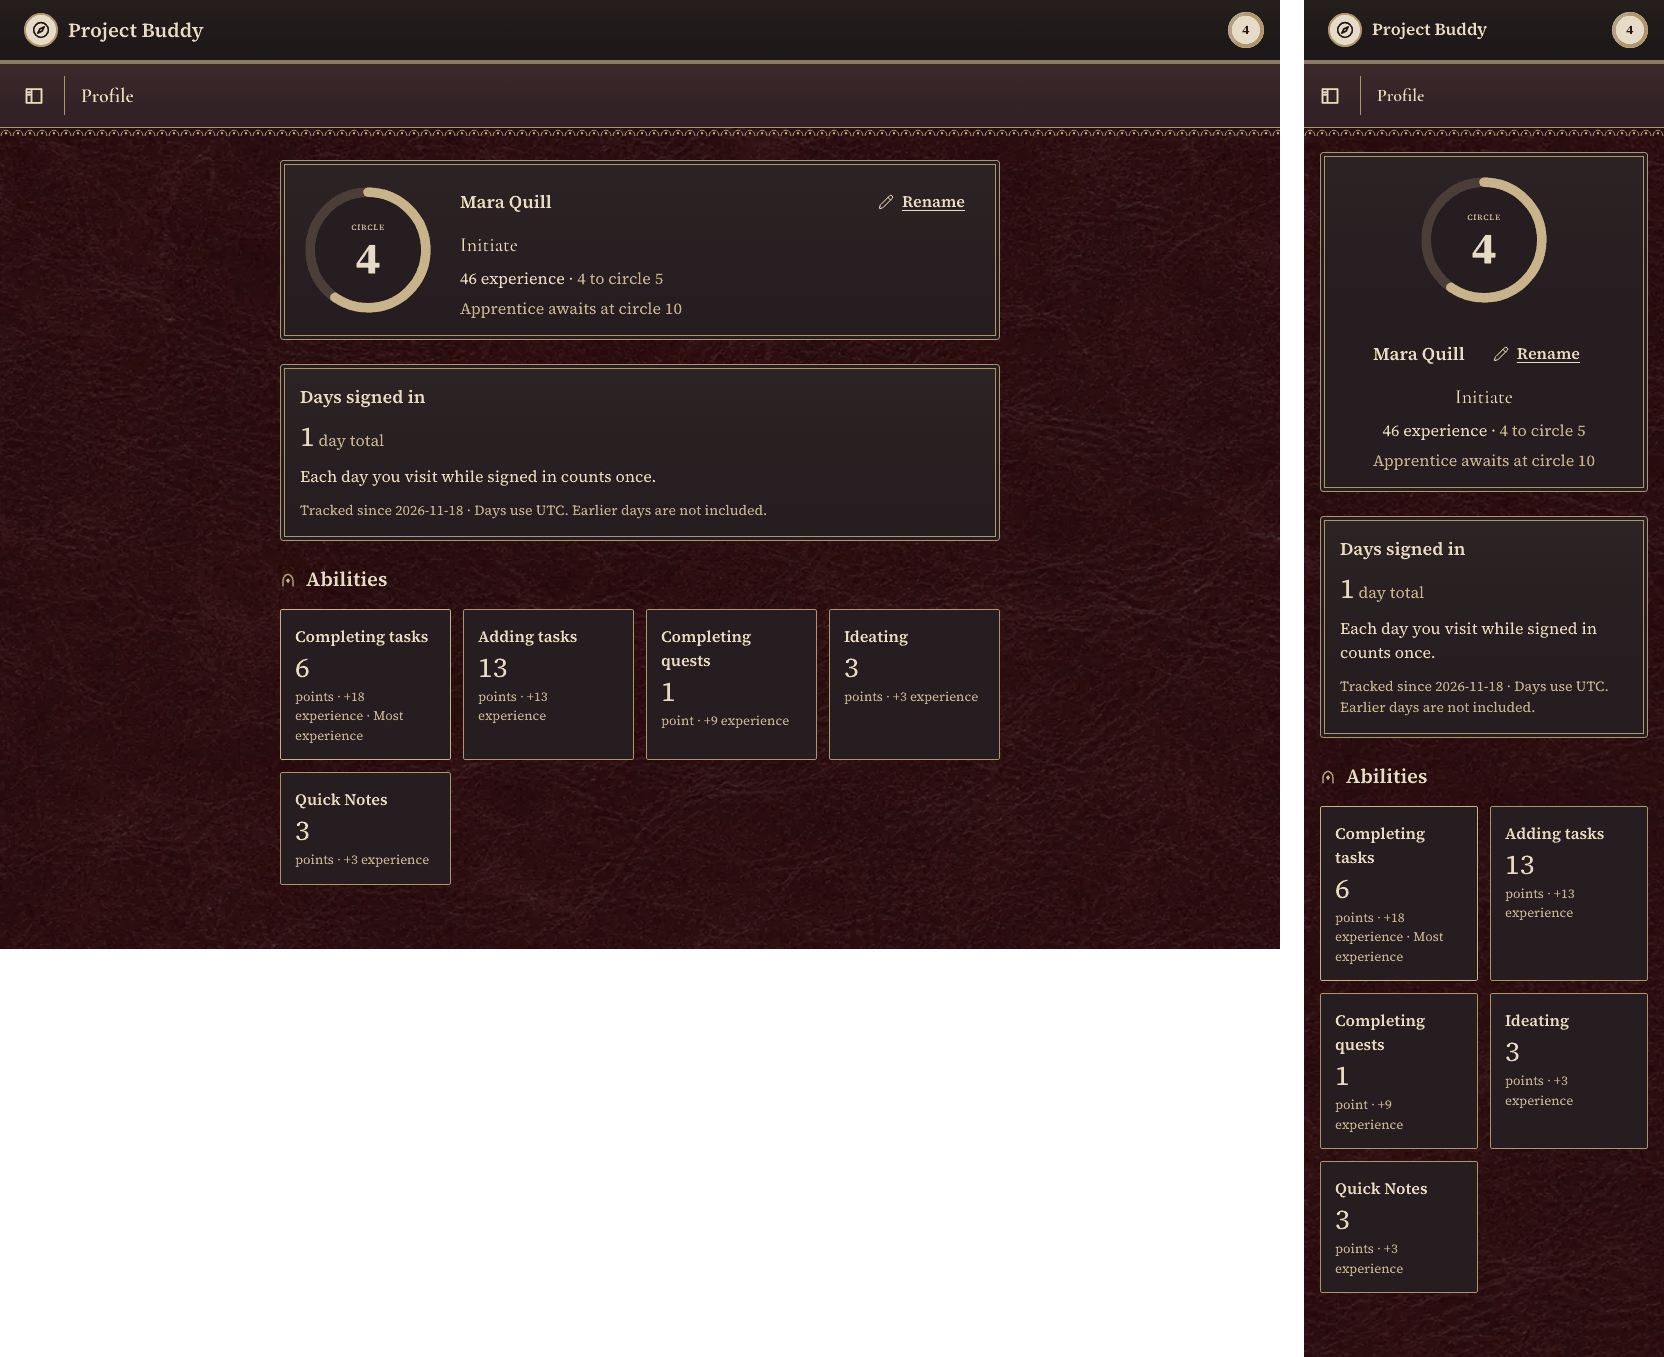 Project Buddy
4
Profile
CIRCLE
4
Mara Quill
Rename
Initiate
46 experience · 4 to circle 5
Apprentice awaits at circle 10
Days signed in
1 day total
Each day you visit while signed in counts once.
Tracked since 2026-11-18 · Days use UTC. Earlier days are not included.
Abilities
Completing tasks
6
points · +18
experience · Most
experience
Adding tasks
13
points · +13
experience
Completing
quests
1
point · +9 experience
Ideating
3
points · +3 experience
Quick Notes
3
points · +3 experience
Project Buddy
4
Profile
CIRCLE
4
Mara Quill
Rename
Initiate
46 experience · 4 to circle 5
Apprentice awaits at circle 10
Days signed in
1 day total
Each day you visit while signed in
counts once.
Tracked since 2026-11-18 · Days use UTC.
Earlier days are not included.
Abilities
Completing
tasks
6
points · +18
experience · Most
experience
Adding tasks
13
points · +13
experience
Completing
quests
1
point · +9
experience
Ideating
3
points · +3
experience
Quick Notes
3
points · +3
experience